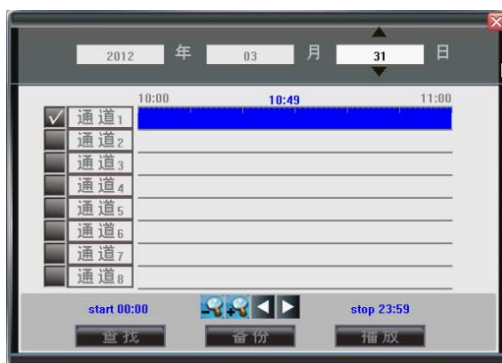 2012 年 03 月 31 日
10:00 10:49 11:00
通道1
通道2
通道3
通道4
通道5
通道6
通道7
通道8
start 00:00 stop 23:59
查找 备份 播放